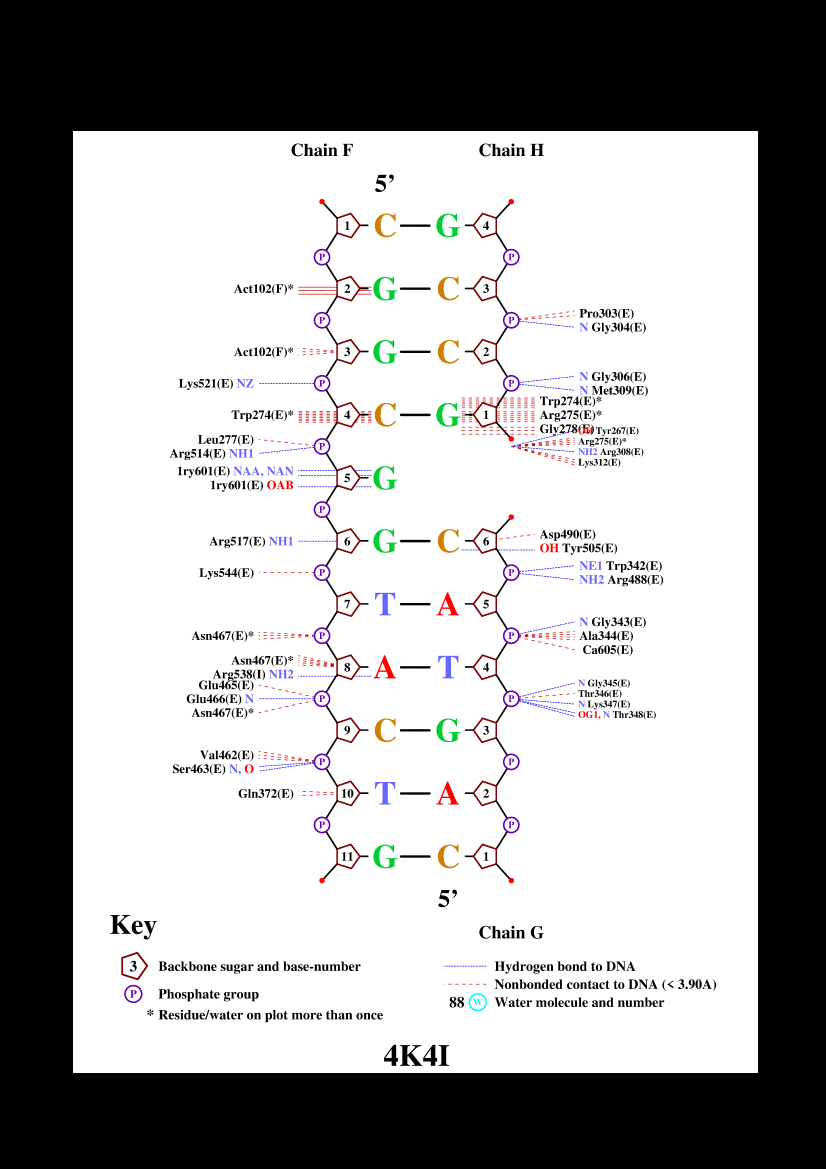 Chain F Chain H
5’
1 C G 4
P P
Act102(F)* 2 G C 3
Pro303(E)
P P
N Gly304(E)
Act102(F)* 3 G C 2
Gly306(E)
Lys521(E) NZ P P N Gly306(E)
N Met309(E)
Trp274(E)*
Trp274(E)* 4 C G 1 Arg275(E)*
Gly278(E)
OH Tyr267(E)
Leu277(E) P Arg275(E)*
Arg514(E) NH1 NH2 Arg308(E)
Lys312(E)
1ry601(E) NAA, NAN
5 G
1ry601(E) OAB
P
Asp490(E)
Arg517(E) NH1 6 G C 6
OH Tyr505(E)
NE1 Trp342(E)
Lys544(E) P P
NH2 Arg488(E)
7 T A 5
N Gly343(E)
Asn467(E)* P P Ala344(E)
Ca605(E)
Asn467(E)*
8 A T 4
Arg538(I) NH2
Glu465(E) N Gly345(E)
Thr346(E)
Glu466(E) N P P
N Lys347(E)
Asn467(E)* OG1, N Thr348(E)
9 C G 3
Val462(E)
P P
Ser463(E) N, O
Gln372(E) 10 T A 2
P P
11 G C 1
5’
Key
Chain G
3 Backbone sugar and base-number
Hydrogen bond to DNA
P Phosphate group
Nonbonded contact to DNA (< 3.90A)
88 W Water molecule and number
* Residue/water on plot more than once
4K4I